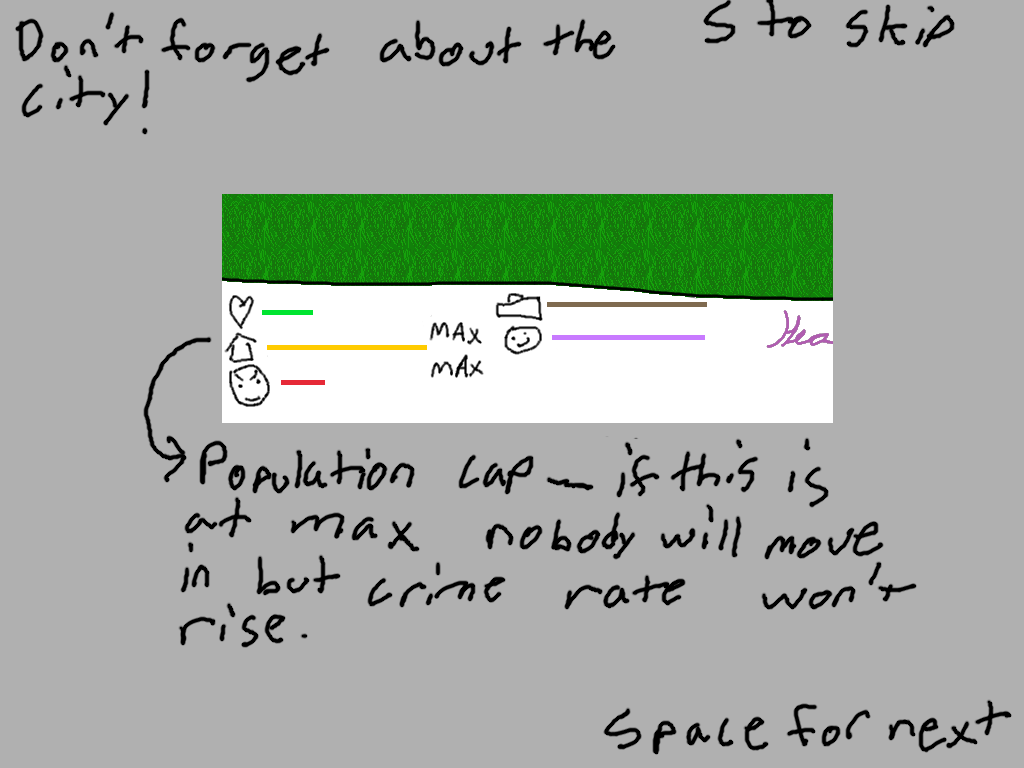 Don't forget about the
city!
S to skip
MAX
MAX
Hea
Population cap - if this is
at max nobody will move
in but crime rate won't
rise.
Space for next